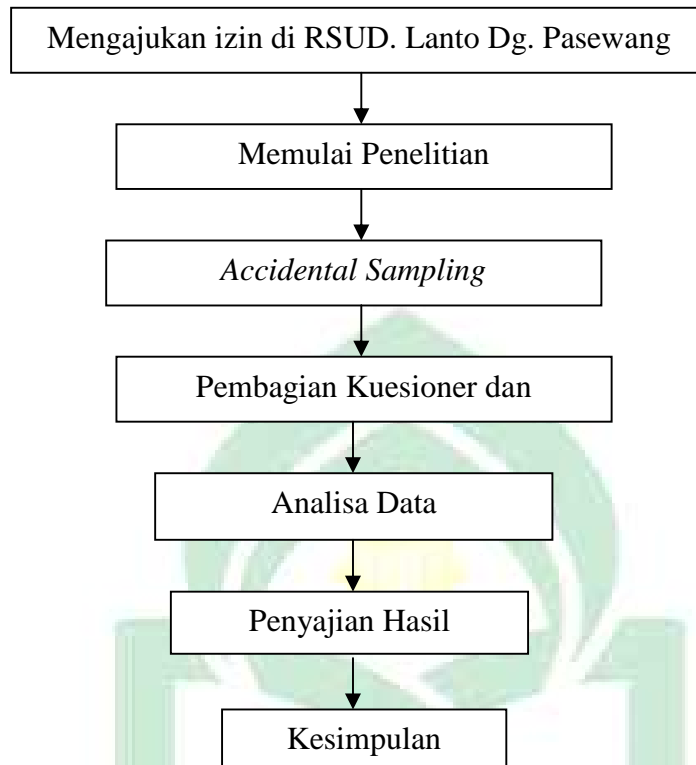 Mengajukan izin di RSUD. Lanto Dg. Pasewang
Memulai Penelitian
Accidental Sampling
Pembagian Kuesioner dan
Analisa Data
Penyajian Hasil
Kesimpulan